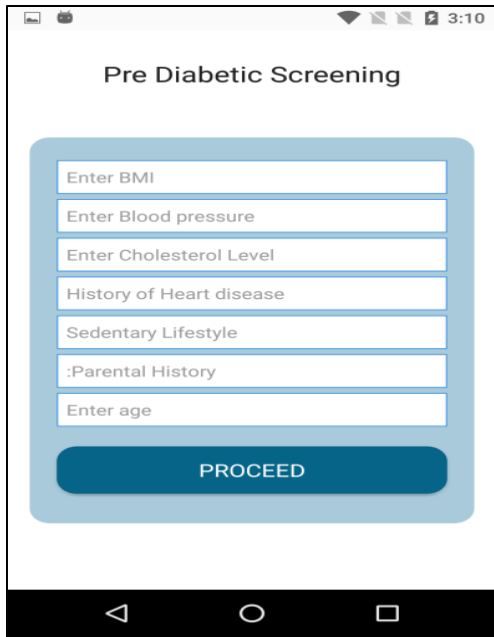 3:10
Pre Diabetic Screening
Enter BMI
Enter Blood pressure
Enter Cholesterol Level
History of Heart disease
Sedentary Lifestyle
:Parental History
Enter age
PROCEED